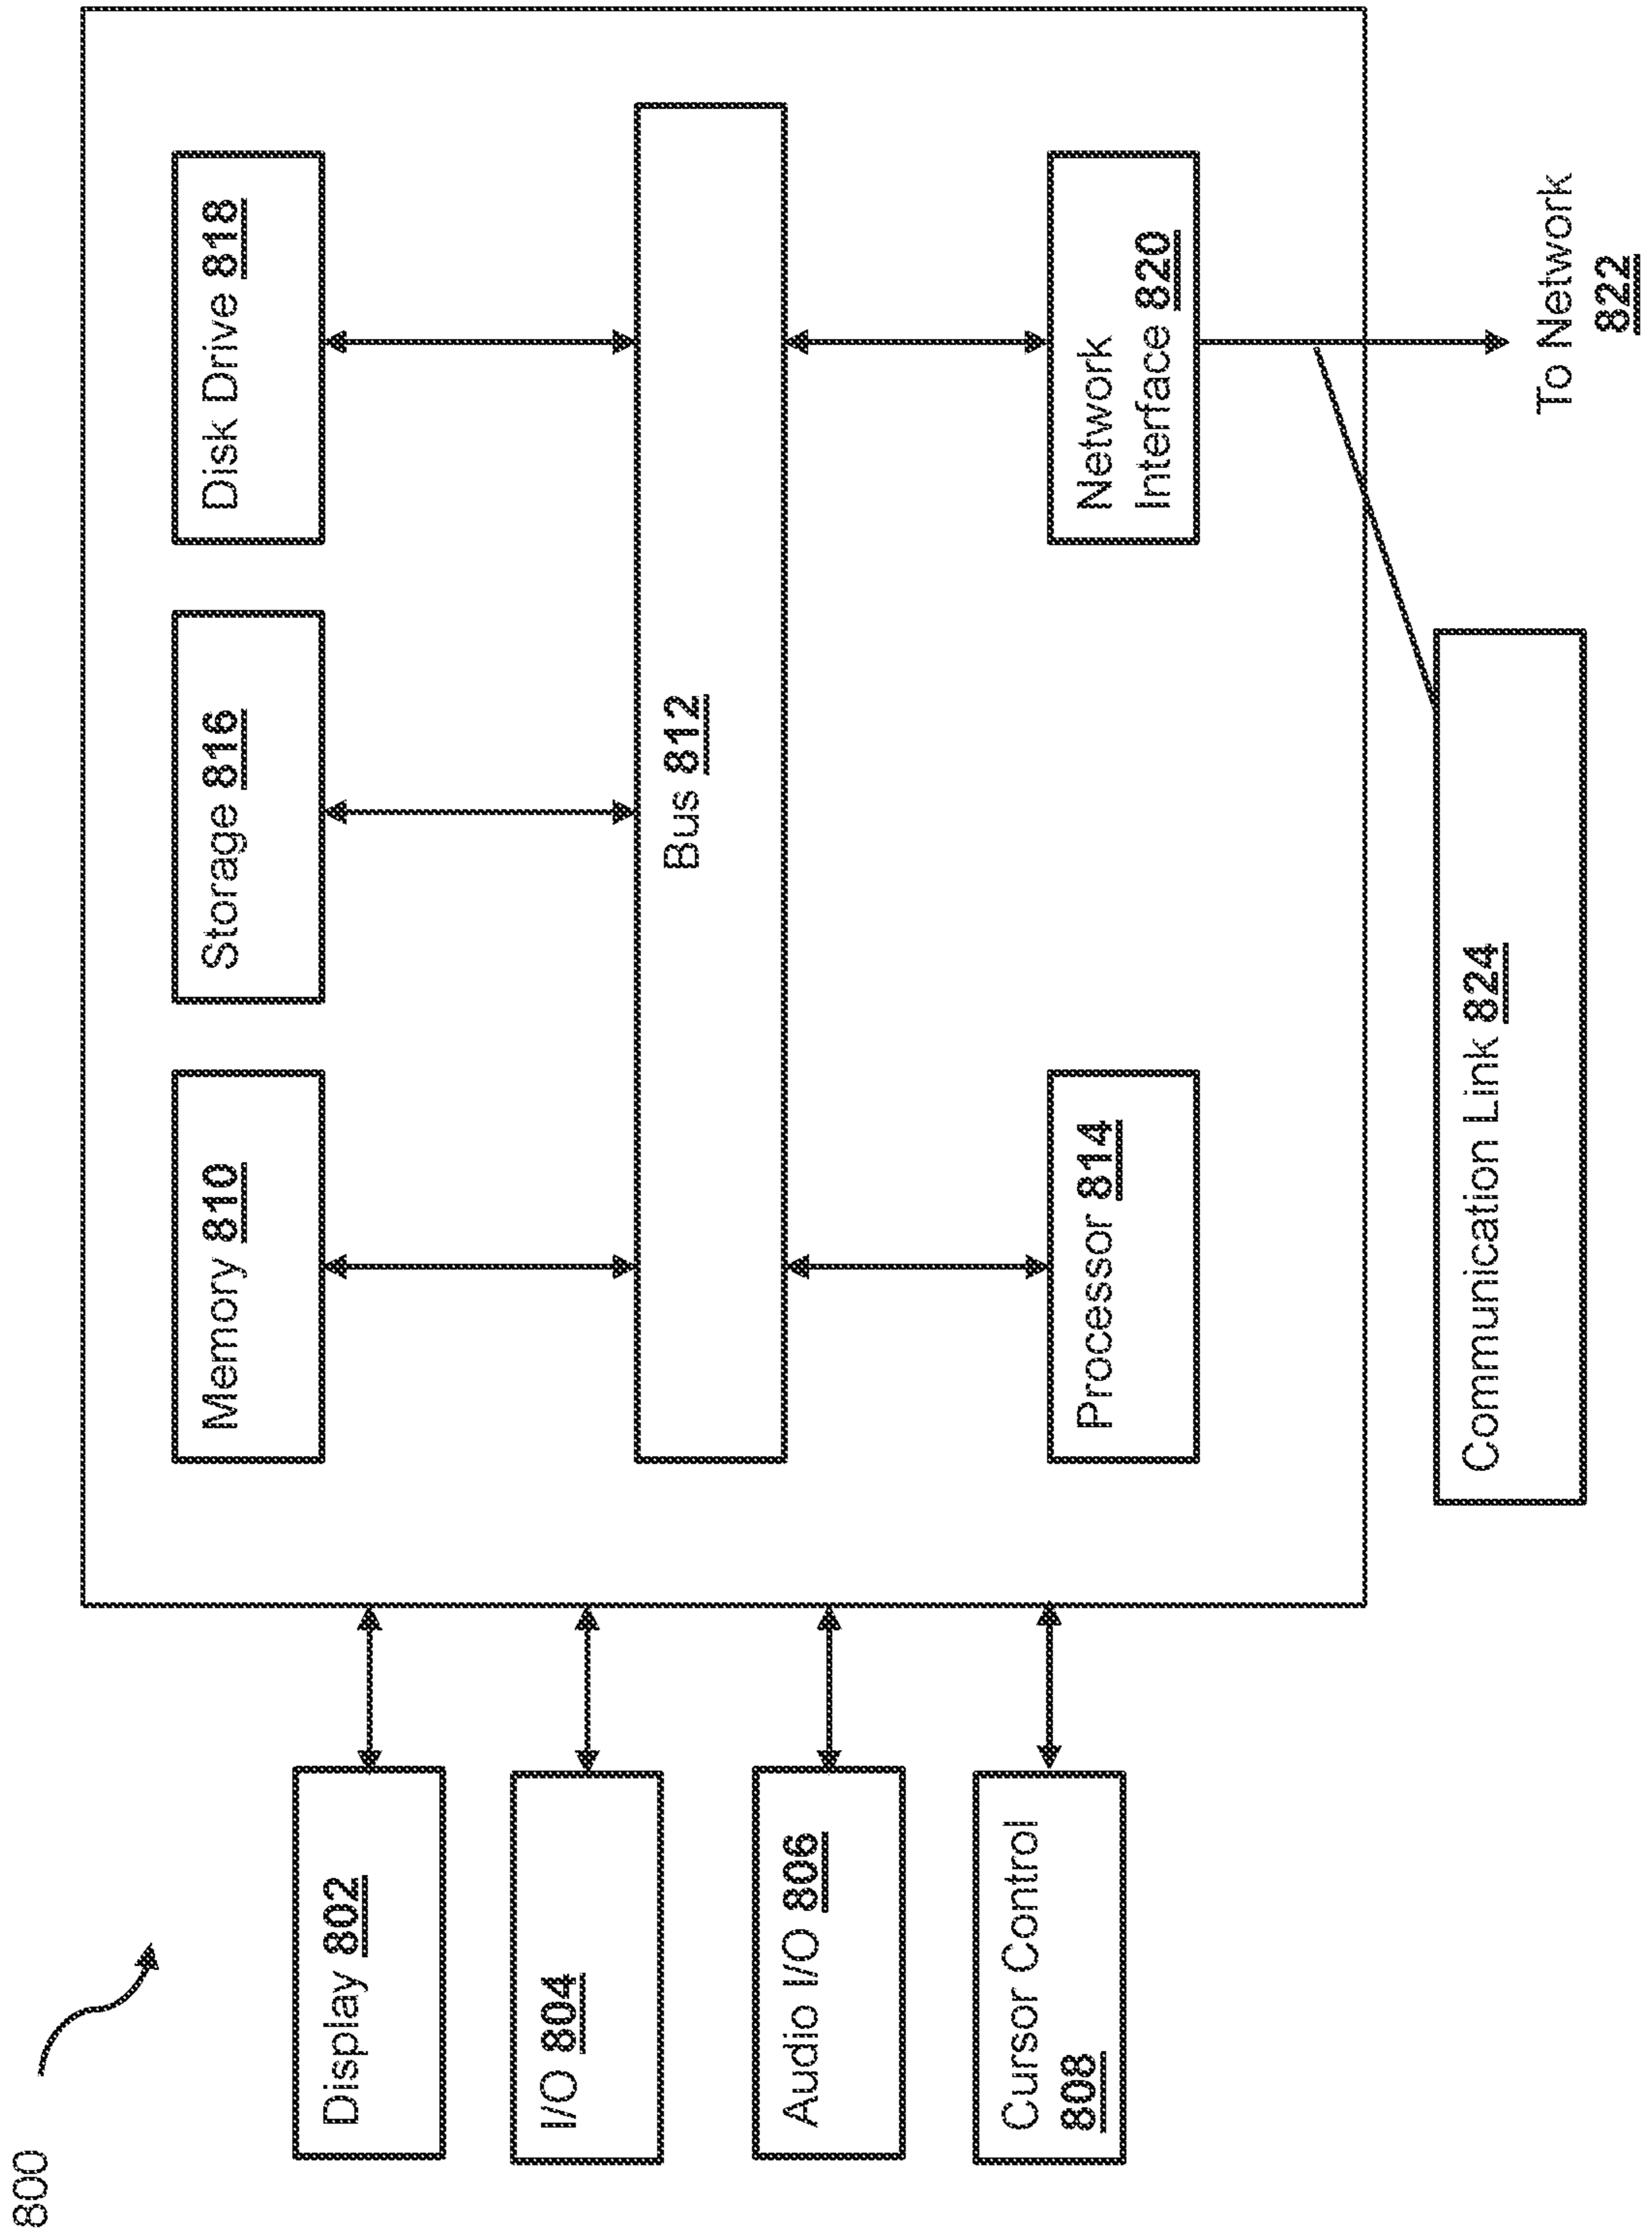 800
Display 802
I/O 804
Audio I/O 806
Cursor Control
808
Memory 810
Storage 816
Disk Drive 818
Bus 812
Processor 814
Network
Interface 820
Communication Link 824
To Network
822